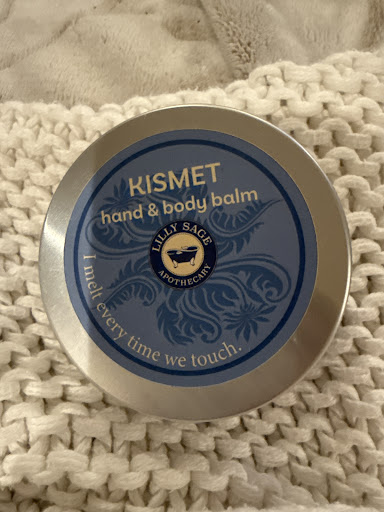 KISMET
hand & body balm
LILLY SAGE
APOTHECARY
I melt every time we touch.